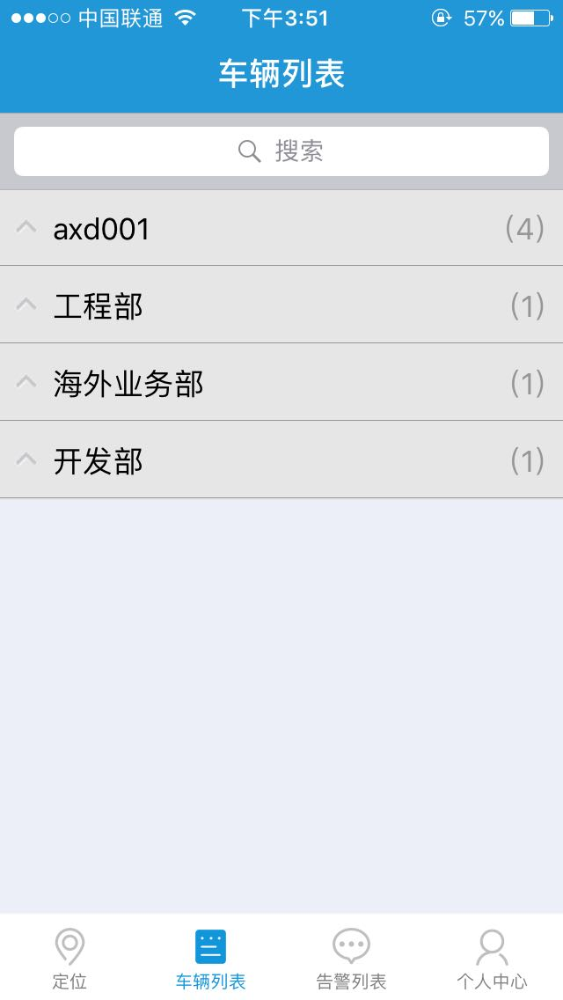 中国联通 下午3:51 57%
车辆列表
搜索
axd001 (4)
工程部 (1)
海外业务部 (1)
开发部 (1)
定位 车辆列表 告警列表 个人中心